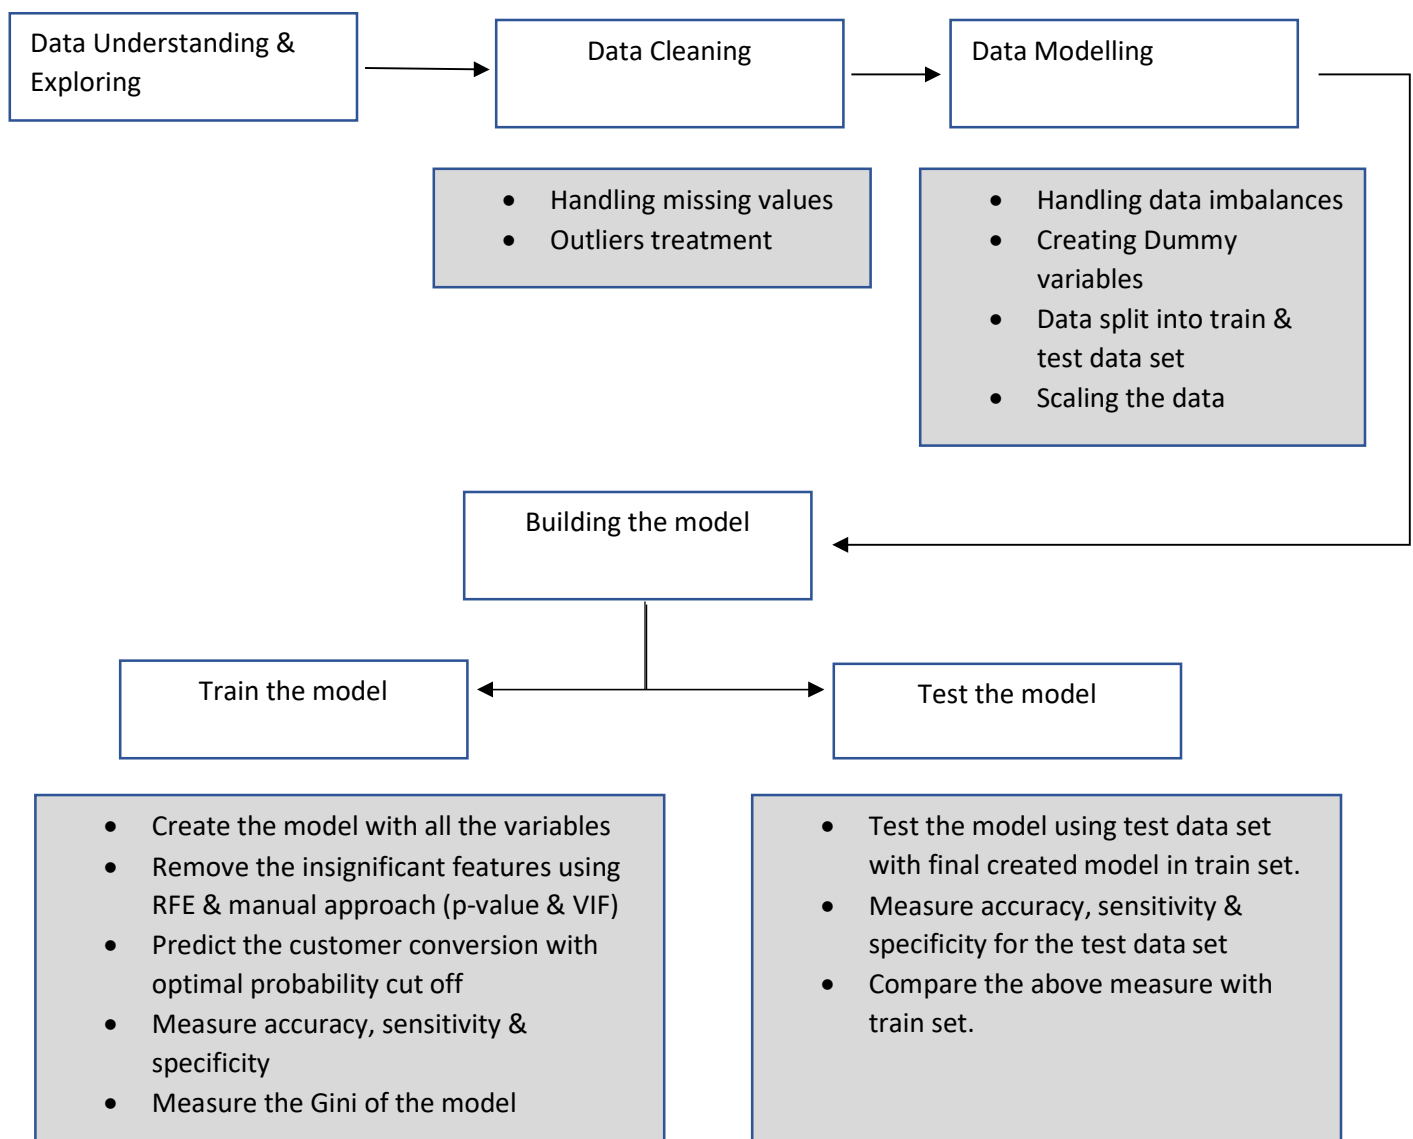 Data Understanding &
Exploring
Data Cleaning
Data Modelling
• Handling missing values
• Outliers treatment
• Handling data imbalances
• Creating Dummy
variables
• Data split into train &
test data set
• Scaling the data
Building the model
Train the model
Test the model
• Create the model with all the variables
• Remove the insignificant features using
RFE & manual approach (p-value & VIF)
• Predict the customer conversion with
optimal probability cut off
• Measure accuracy, sensitivity &
specificity
• Measure the Gini of the model
• Test the model using test data set
with final created model in train set.
• Measure accuracy, sensitivity &
specificity for the test data set
• Compare the above measure with
train set.